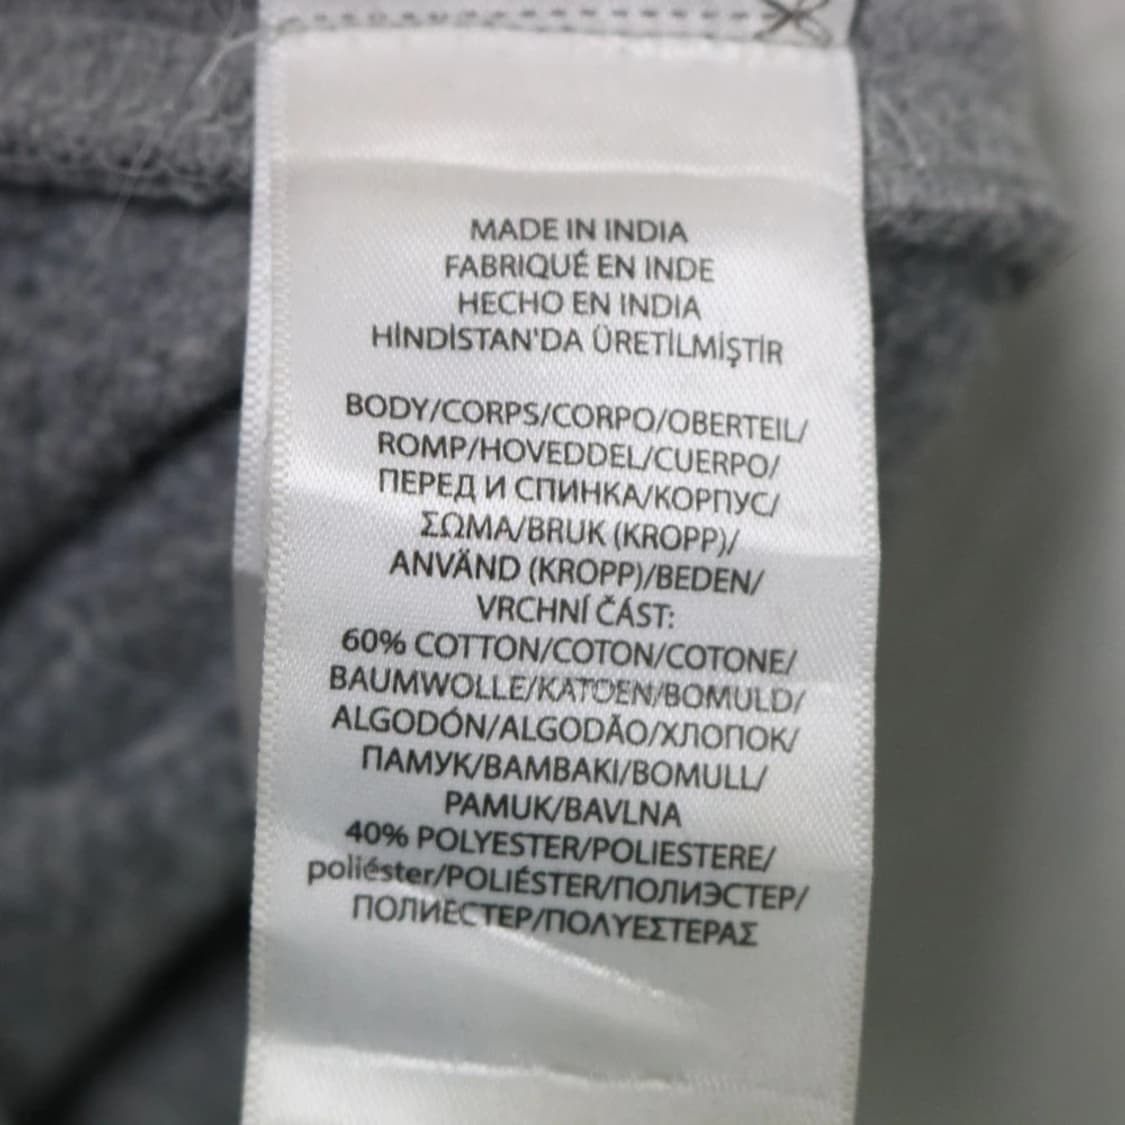 MADE IN INDIA
FABRIQUÉ EN INDE
HECHO EN INDIA
HİNDİSTAN'DA ÜRETİLMİŞTİR
BODY/CORPS/CORPO/OBERTEIL/
ROMP/HOVEDDEL/CUERPO/
ПЕРЕД И СПИНКА/КОРПУС/
ΣΩΜΑ/BRUK (KROPP)/
ANVÄND (KROPP)/BEDEN/
VRCHNÍ ČÁST:
60% COTTON/COTON/COTONE/
BAUMWOLLE/KATOEN/BOMULD/
ALGODÓN/ALGODÃO/ХЛОПОК/
ПАМУК/ΒΑΜΒΑΚΙ/BOMULL/
PAMUK/BAVLNA
40% POLYESTER/POLIESTERE/
poliéster/POLIÉSTER/ПОЛИЭСТЕР/
ПОЛИЕСТЕР/ΠΟΛΥΕΣΤΕΡΑΣ